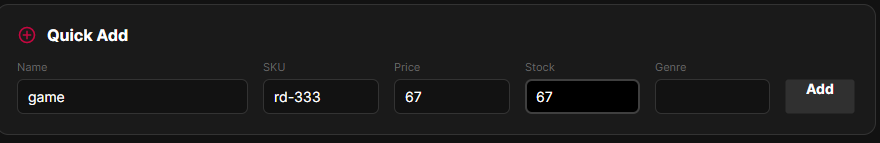 Quick Add
Name SKU Price Stock Genre
game rd-333 67 67 Add